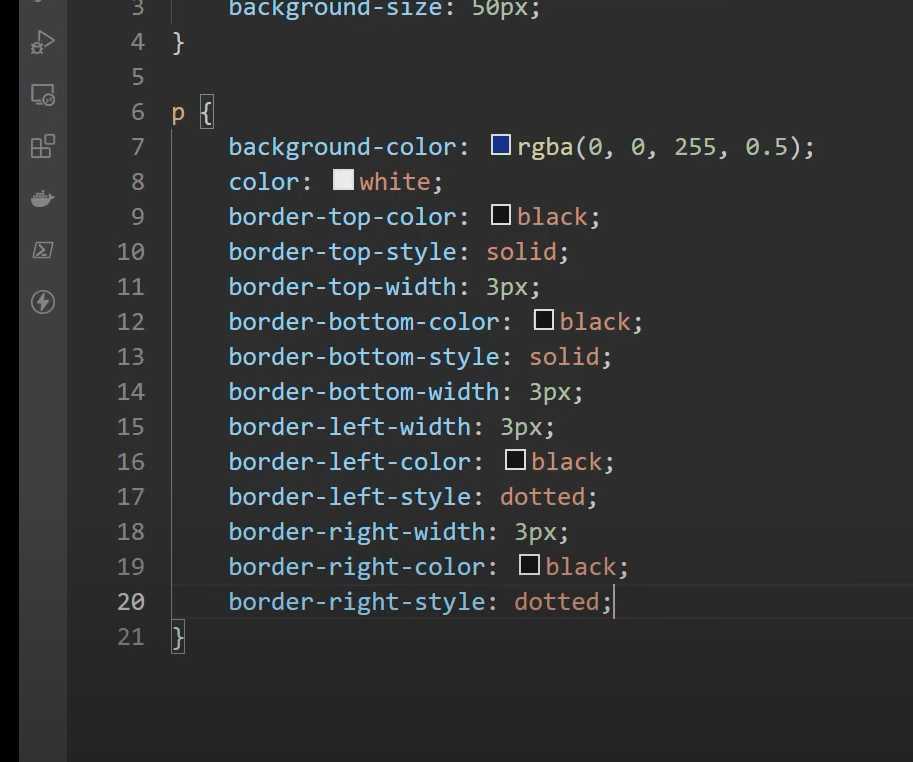 3 background-size: 50px;
4 }
5
6 p {
7 background-color: rgba(0, 0, 255, 0.5);
8 color: white;
9 border-top-color: black;
10 border-top-style: solid;
11 border-top-width: 3px;
12 border-bottom-color: black;
13 border-bottom-style: solid;
14 border-bottom-width: 3px;
15 border-left-width: 3px;
16 border-left-color: black;
17 border-left-style: dotted;
18 border-right-width: 3px;
19 border-right-color: black;
20 border-right-style: dotted;
21 }